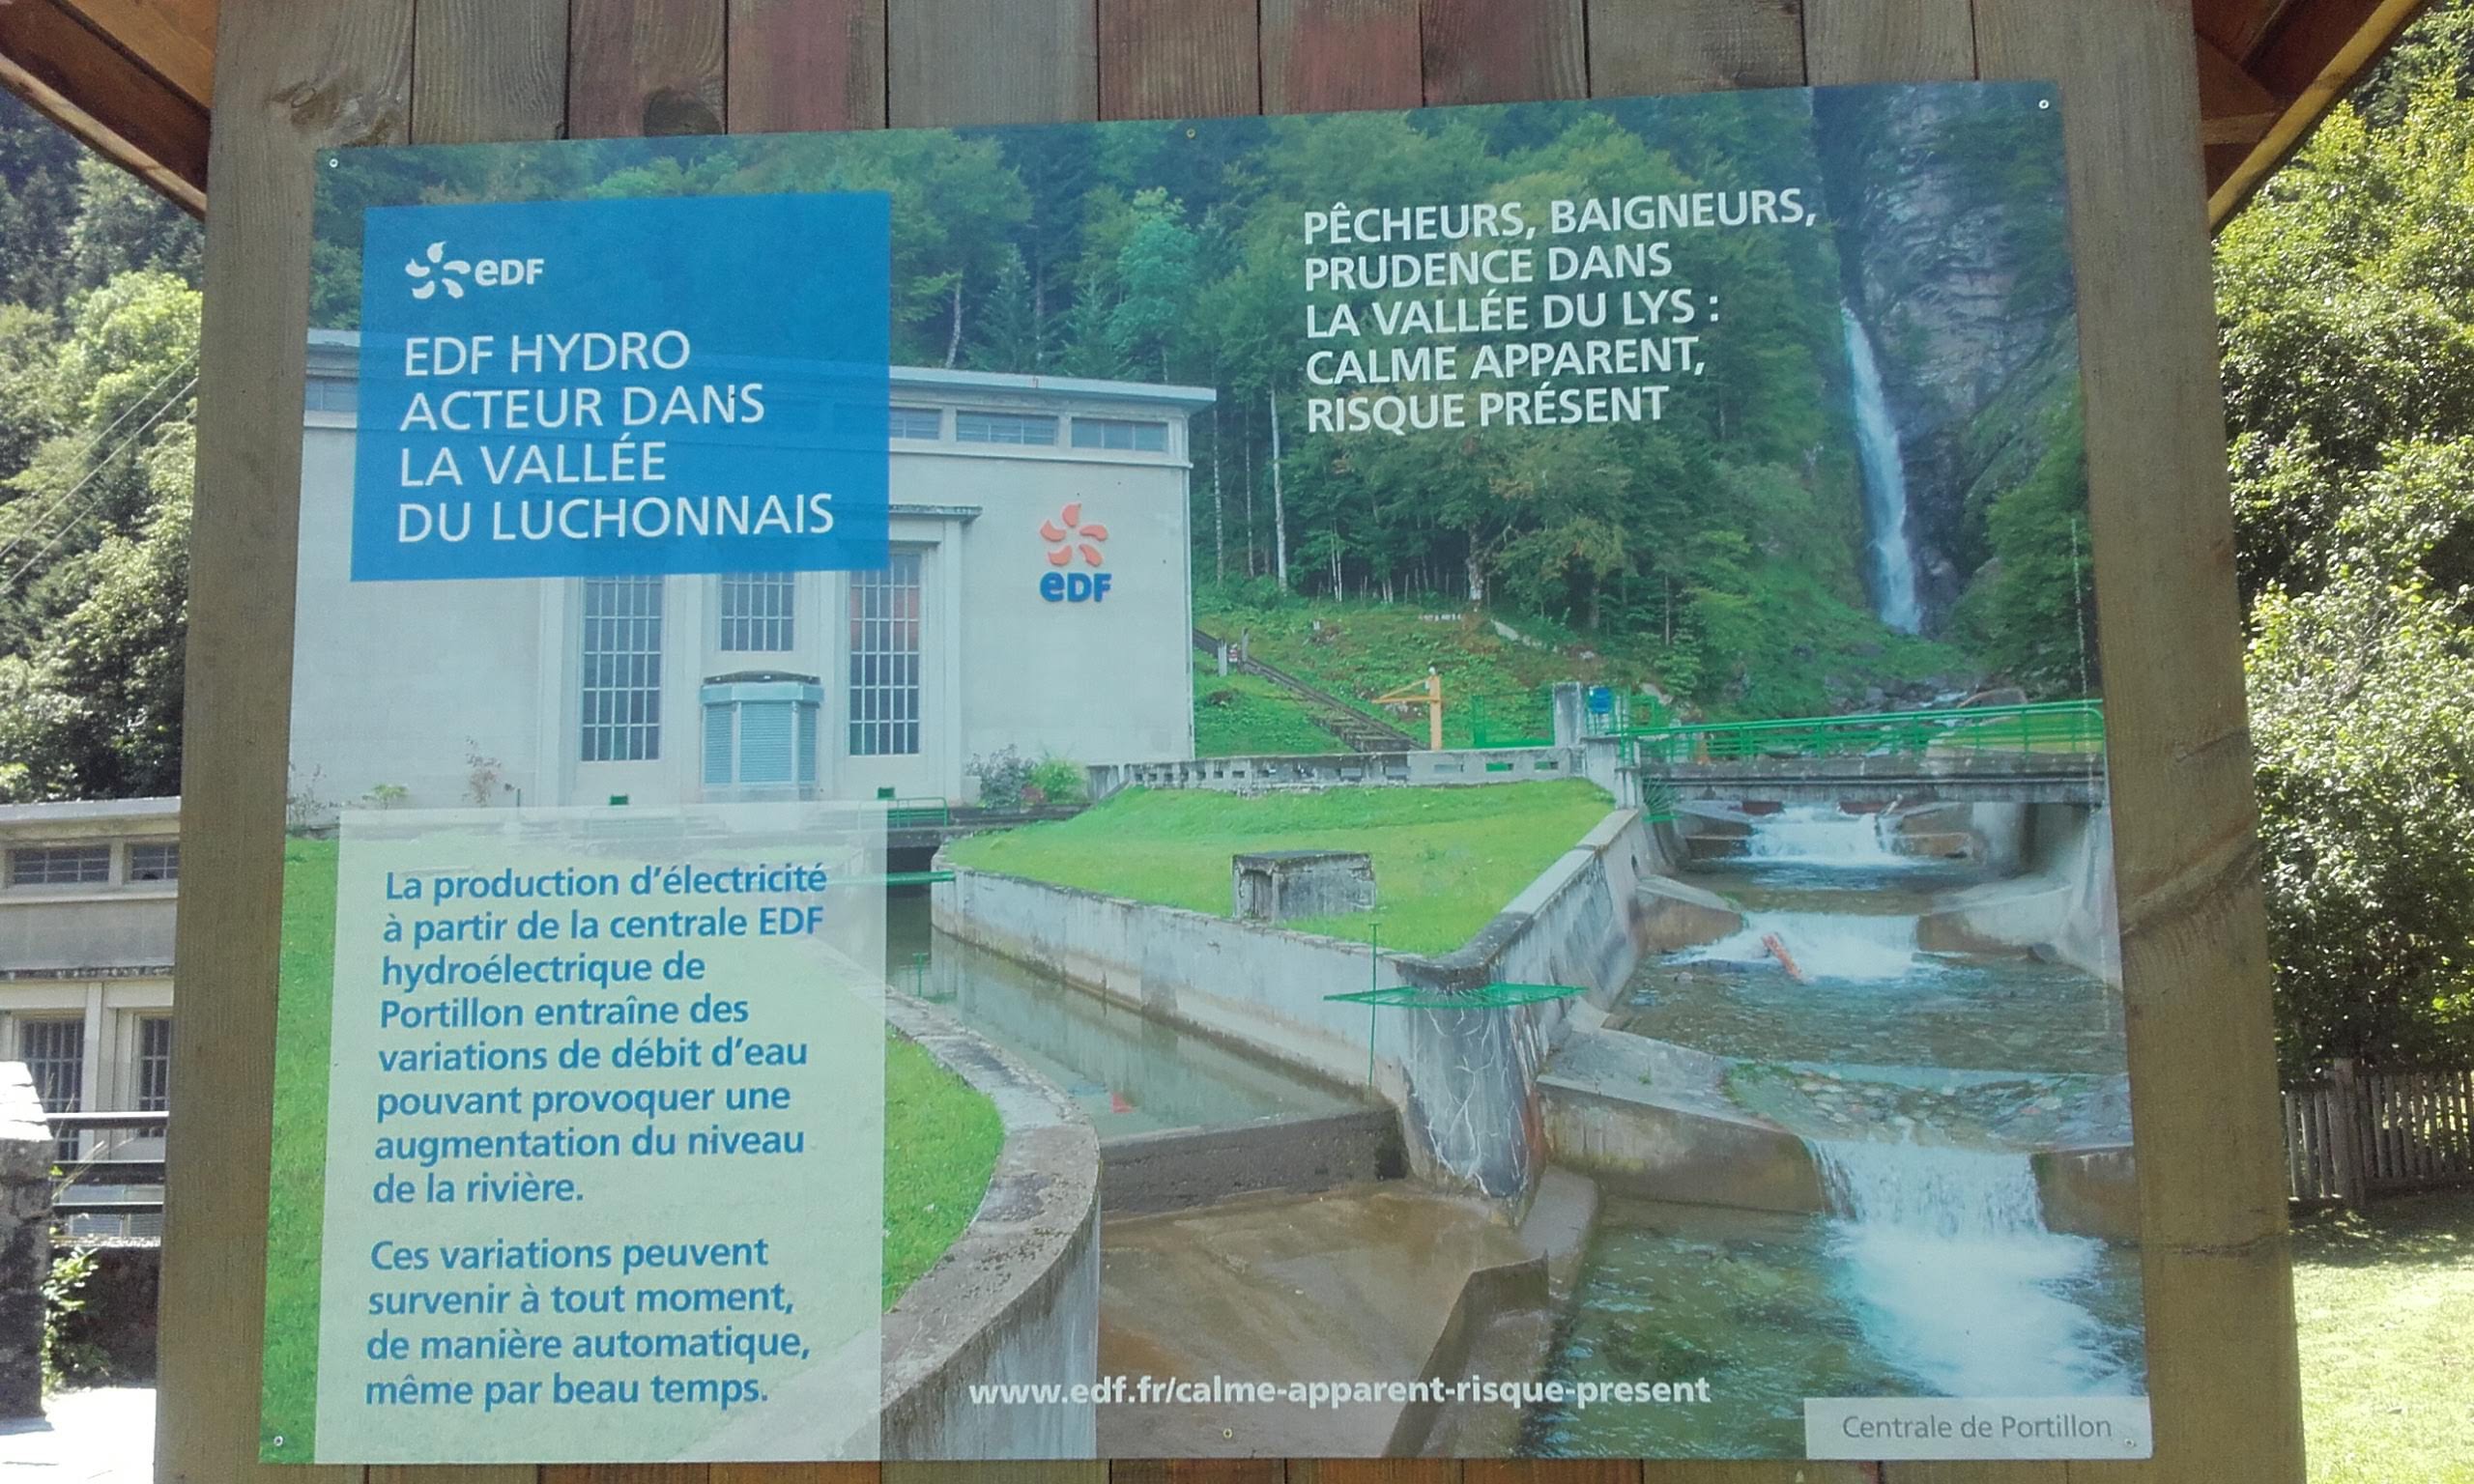 eDF
EDF HYDRO
ACTEUR DANS
LA VALLÉE
DU LUCHONNAIS
PÊCHEURS, BAIGNEURS,
PRUDENCE DANS
LA VALLÉE DU LYS :
CALME APPARENT,
RISQUE PRÉSENT
eDF
La production d'électricité
à partir de la centrale EDF
hydroélectrique de
Portillon entraîne des
variations de débit d'eau
pouvant provoquer une
augmentation du niveau
de la rivière.
Ces variations peuvent
survenir à tout moment,
de manière automatique,
même par beau temps.
www.edf.fr/calme-apparent-risque-present
Centrale de Portillon